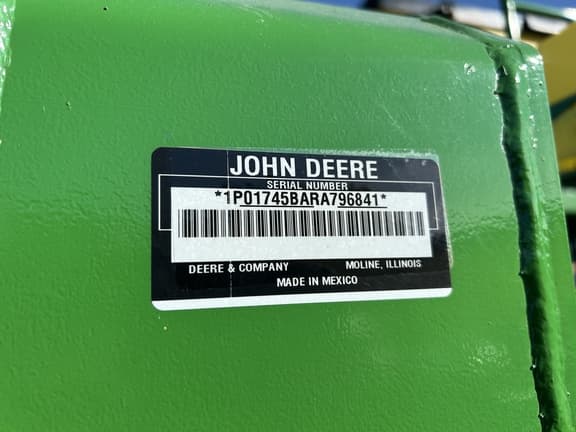 JOHN DEERE
SERIAL NUMBER
*1P01745BARA796841*
DEERE & COMPANY MOLINE, ILLINOIS
MADE IN MEXICO